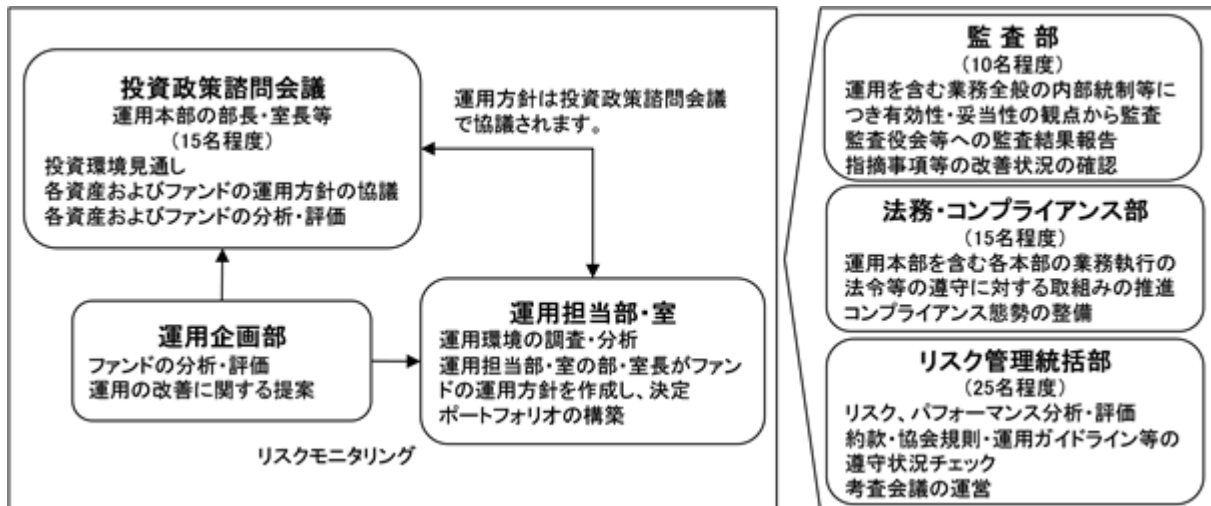 投資政策諮問会議
運用本部の部長・室長等
(15名程度)
投資環境見通し
各資産およびファンドの運用方針の協議
各資産およびファンドの分析・評価
運用方針は投資政策諮問会議
で協議されます。
運用企画部
ファンドの分析・評価
運用の改善に関する提案
運用担当部・室
運用環境の調査・分析
運用担当部・室の部・室長がファン
ドの運用方針を作成し、決定
ポートフォリオの構築
リスクモニタリング
監 査 部
(10名程度)
運用を含む業務全般の内部統制等に
つき有効性・妥当性の観点から監査
監査役会等への監査結果報告
指摘事項等の改善状況の確認
法務・コンプライアンス部
(15名程度)
運用本部を含む各本部の業務執行の
法令等の遵守に対する取組みの推進
コンプライアンス態勢の整備
リスク管理統括部
(25名程度)
リスク、パフォーマンス分析・評価
約款・協会規則・運用ガイドライン等の
遵守状況チェック
考査会議の運営